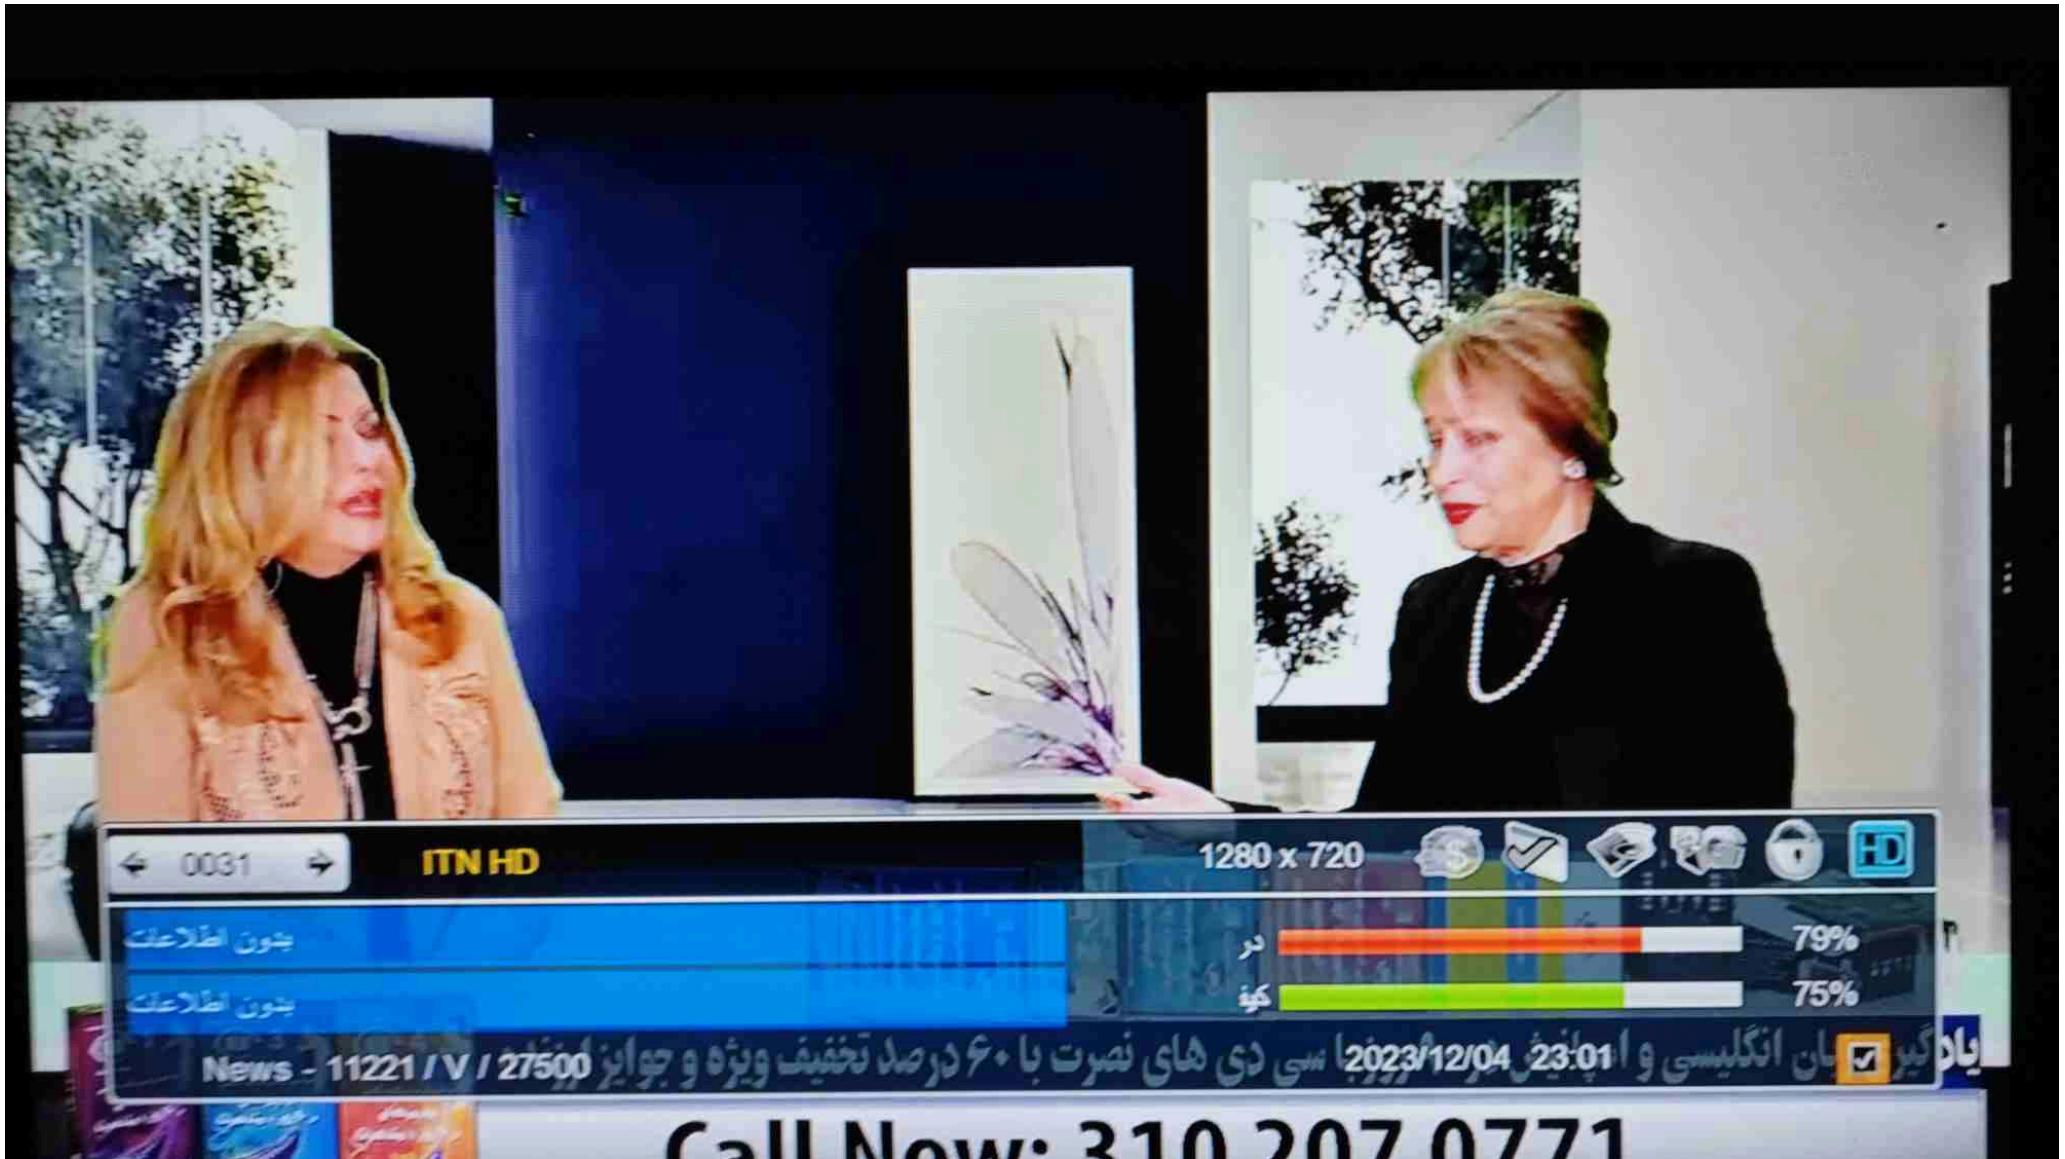 0031 ITN HD 1280 x 720 HD
بدون اطلاعات
در 79%
بدون اطلاعات
کیف 75%
News - 11221 / V / 27500 2023/12/04 23:01
انگلیسی و سی دی های نصرت با ۶۰ درصد تخفیف ویژه و جوایز
Call Now: 310 207 0771